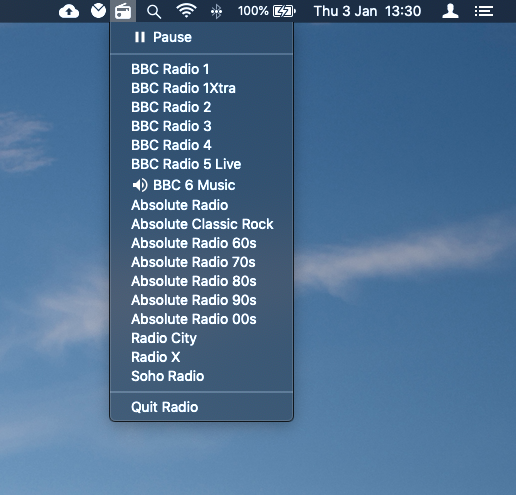 100% Thu 3 Jan 13:30
Pause
BBC Radio 1
BBC Radio 1Xtra
BBC Radio 2
BBC Radio 3
BBC Radio 4
BBC Radio 5 Live
BBC 6 Music
Absolute Radio
Absolute Classic Rock
Absolute Radio 60s
Absolute Radio 70s
Absolute Radio 80s
Absolute Radio 90s
Absolute Radio 00s
Radio City
Radio X
Soho Radio
Quit Radio